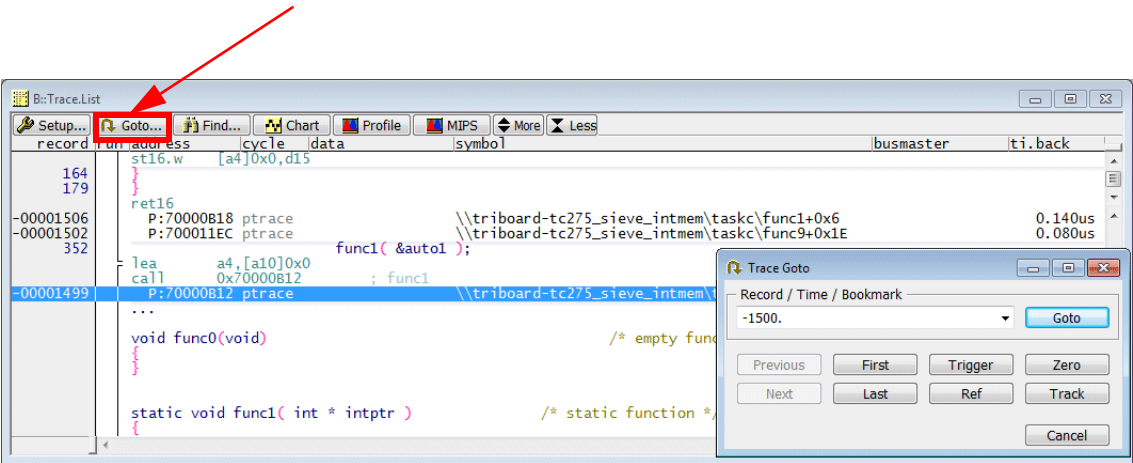 B::Trace.List
Setup... Goto... Find... Chart Profile MIPS More Less
record run address cycle data symbol busmaster ti.back
st16.w [a4]0x0,d15
164 }
179 }
ret16
-00001506 P:70000B18 ptrace \\triboard-tc275_sieve_intmem\taskc\func1+0x6 0.140us
-00001502 P:700011EC ptrace \\triboard-tc275_sieve_intmem\taskc\func9+0x1E 0.080us
352 func1( &auto1 );
lea a4,[a10]0x0
call 0x70000B12 ; func1
-00001499 P:70000B12 ptrace \\triboard-tc275_sieve_intmem\t
...
void func0(void) /* empty func
{
}
static void func1( int * intptr ) /* static function */
{
Trace Goto
Record / Time / Bookmark
-1500. Goto
Previous First Trigger Zero
Next Last Ref Track
Cancel